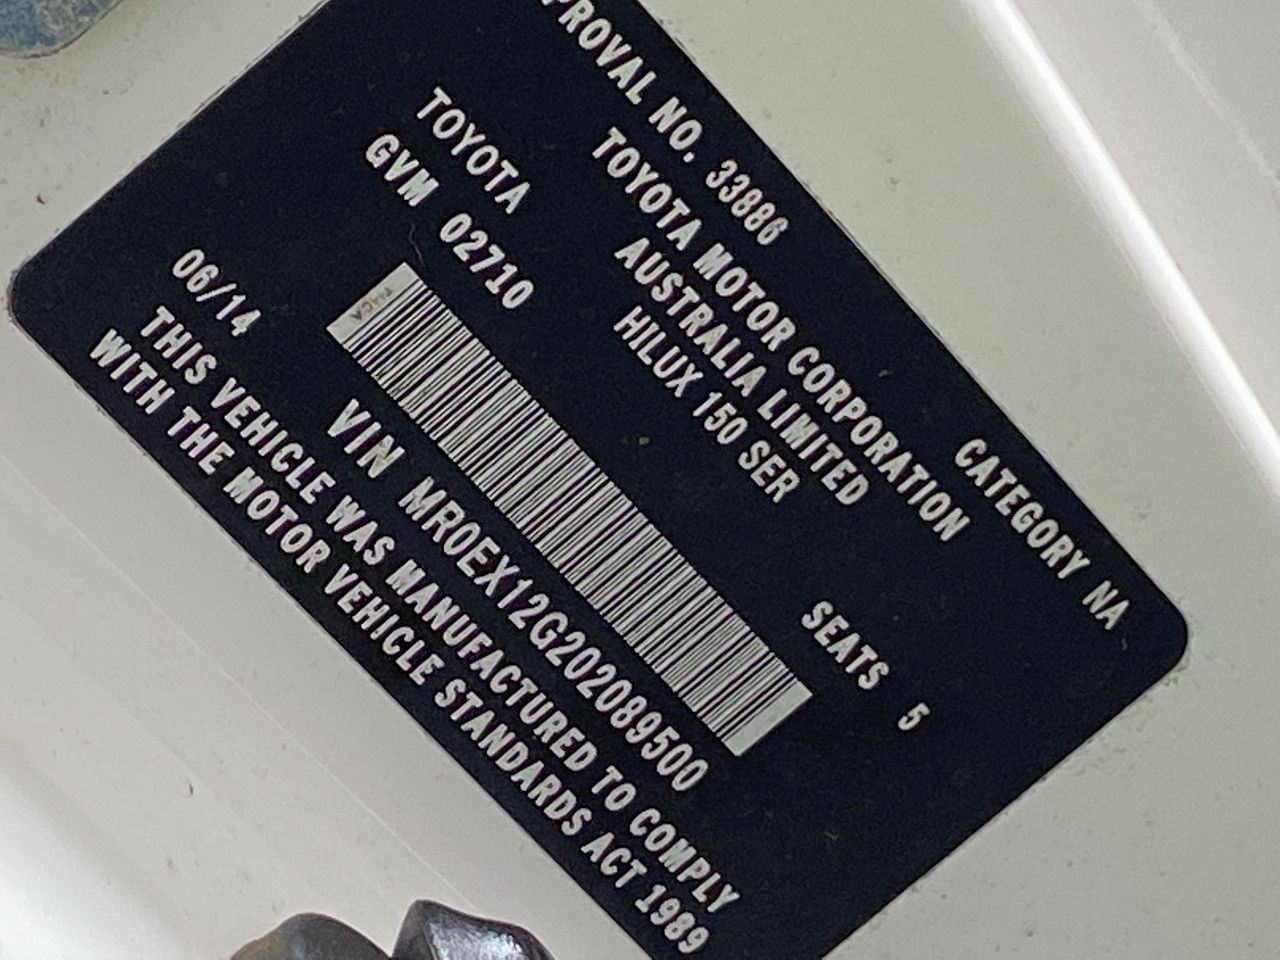 PROVAL NO. 33886 CATEGORY NA
TOYOTA MOTOR CORPORATION
AUSTRALIA LIMITED
TOYOTA HILUX 150 SER
GVM 02710 SEATS 5
VIN MR0EX12G202089500
06/14
THIS VEHICLE WAS MANUFACTURED TO COMPLY
WITH THE MOTOR VEHICLE STANDARDS ACT 1989